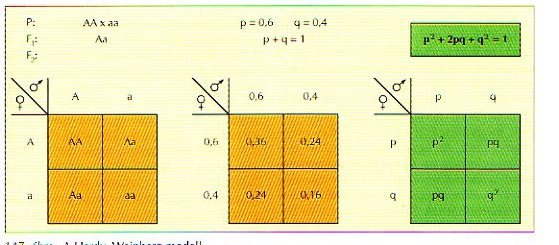 P: AA x aa p = 0,6 q = 0,4
F₁: Aa p + q = 1 p² + 2pq + q² = 1
F₂:
♀ ♂ A a ♀ ♂ 0,6 0,4 ♀ ♂ p q
A AA Aa 0,6 0,36 0,24 p p² pq
a Aa aa 0,4 0,24 0,16 q pq q²
147. ábra. A Hardy–Weinberg-modell